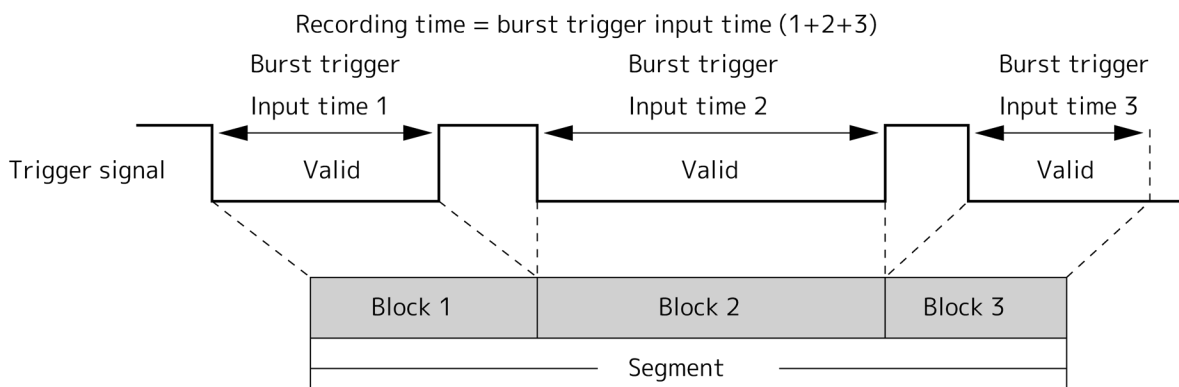 Recording time = burst trigger input time (1+2+3)
Burst trigger Burst trigger Burst trigger
Input time 1 Input time 2 Input time 3
Trigger signal Valid Valid Valid
Block 1 Block 2 Block 3
Segment